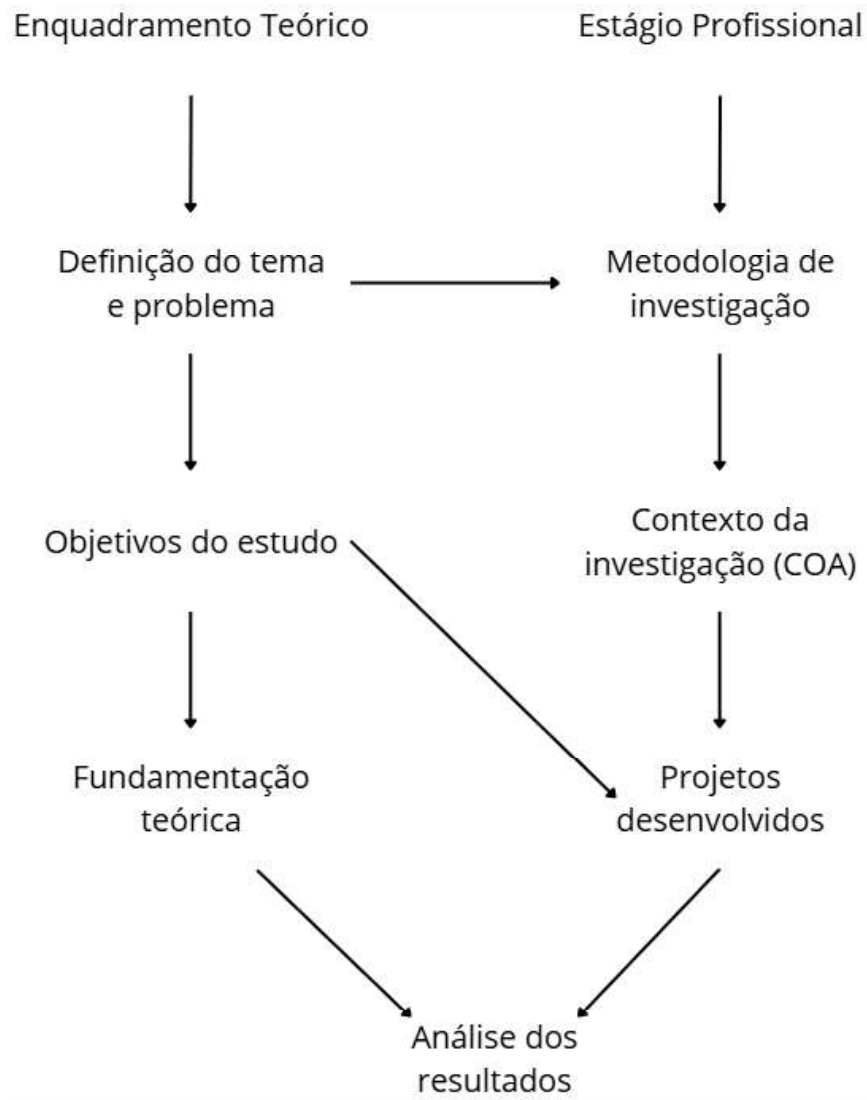 Enquadramento Teórico
Estágio Profissional
Definição do tema
e problema
Metodologia de
investigação
Objetivos do estudo
Contexto da
investigação (COA)
Fundamentação
teórica
Projetos
desenvolvidos
Análise dos
resultados